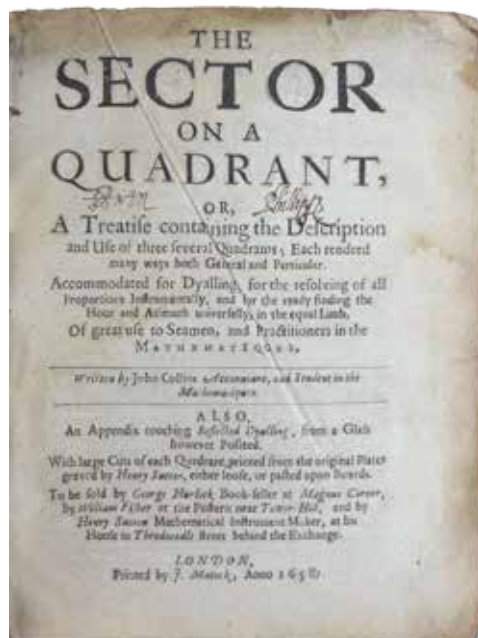 THE
SECTOR
ON A
QUADRANT,
OR,
A Treatiſe containing the Deſcription
and Uſe of three ſeveral Quadrants; Each rendred
many ways both General and Particular.
Accommodated for Dyalling, for the reſolving of all
Proportions Inſtrumentally, and for the ready finding the
Hour and Azimuth univerſally, in the equal Limb.
Of great uſe to Seamen, and Practitioners in the
MATHEMATIQUES.
Written by John Collins Accountant, and Student in the
Mathematiques.
ALSO,
An Appendix touching Reflected Dyalling, from a Glaſs
however Poſited.
With large Cuts of each Quadrant, printed from the original Plates
graved by Henry Sutton, either looſe, or paſted upon Boards.
To be ſold by George Hurlock Book-ſeller at Magnus Corner,
by William Fiſher at the Poſtern near Tower-Hill, and by
Henry Sutton Mathematical Inſtrument Maker, at his
Houſe in Threadneedle ſtreet behind the Exchange.
LONDON,
Printed by J. Anno 1658.